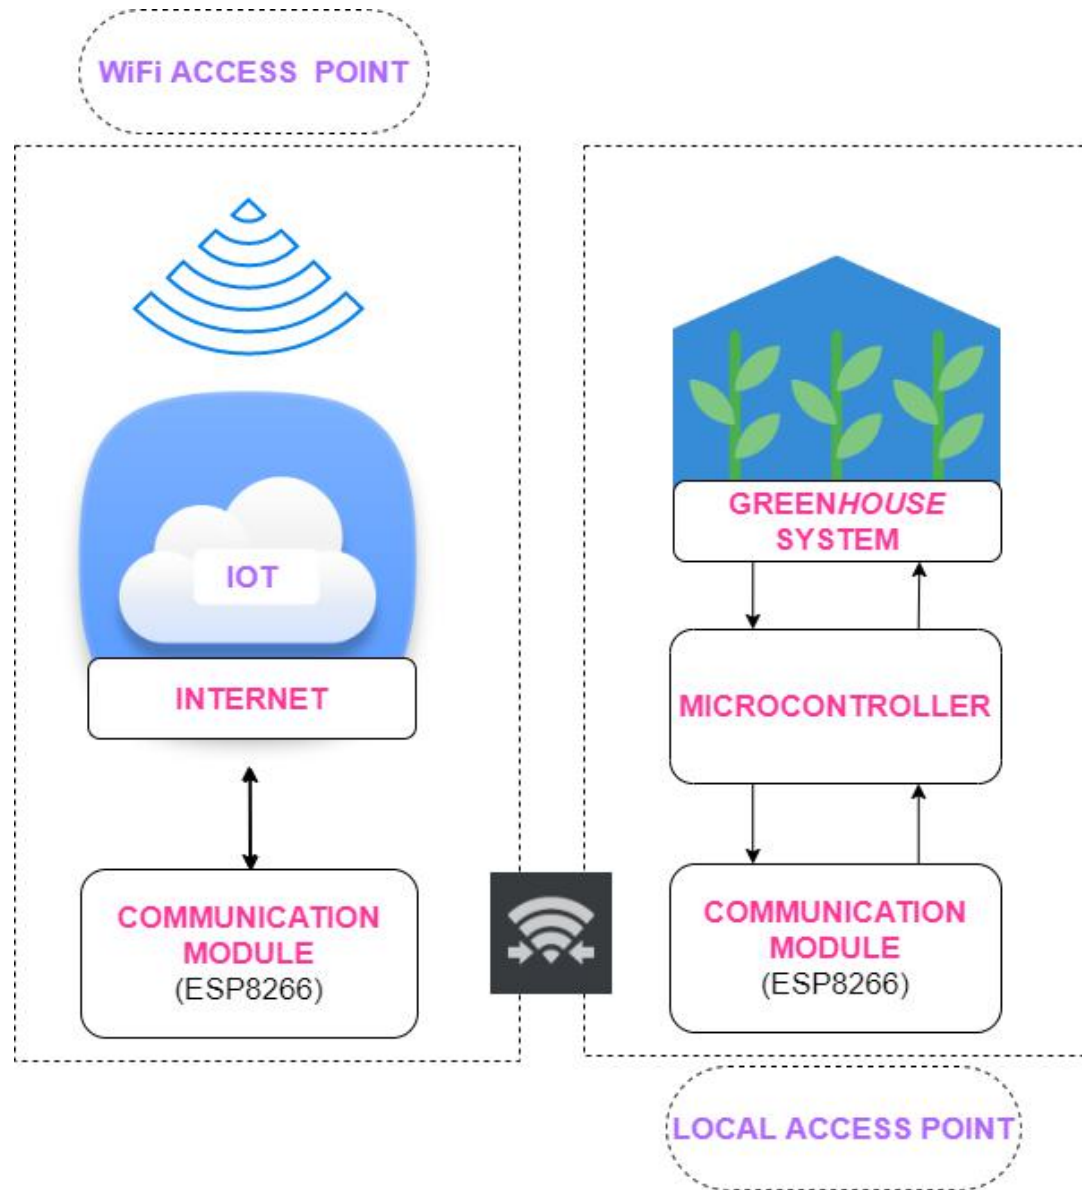 WiFi ACCESS POINT
IOT
INTERNET
COMMUNICATION
MODULE
(ESP8266)
GREENHOUSE
SYSTEM
MICROCONTROLLER
COMMUNICATION
MODULE
(ESP8266)
LOCAL ACCESS POINT